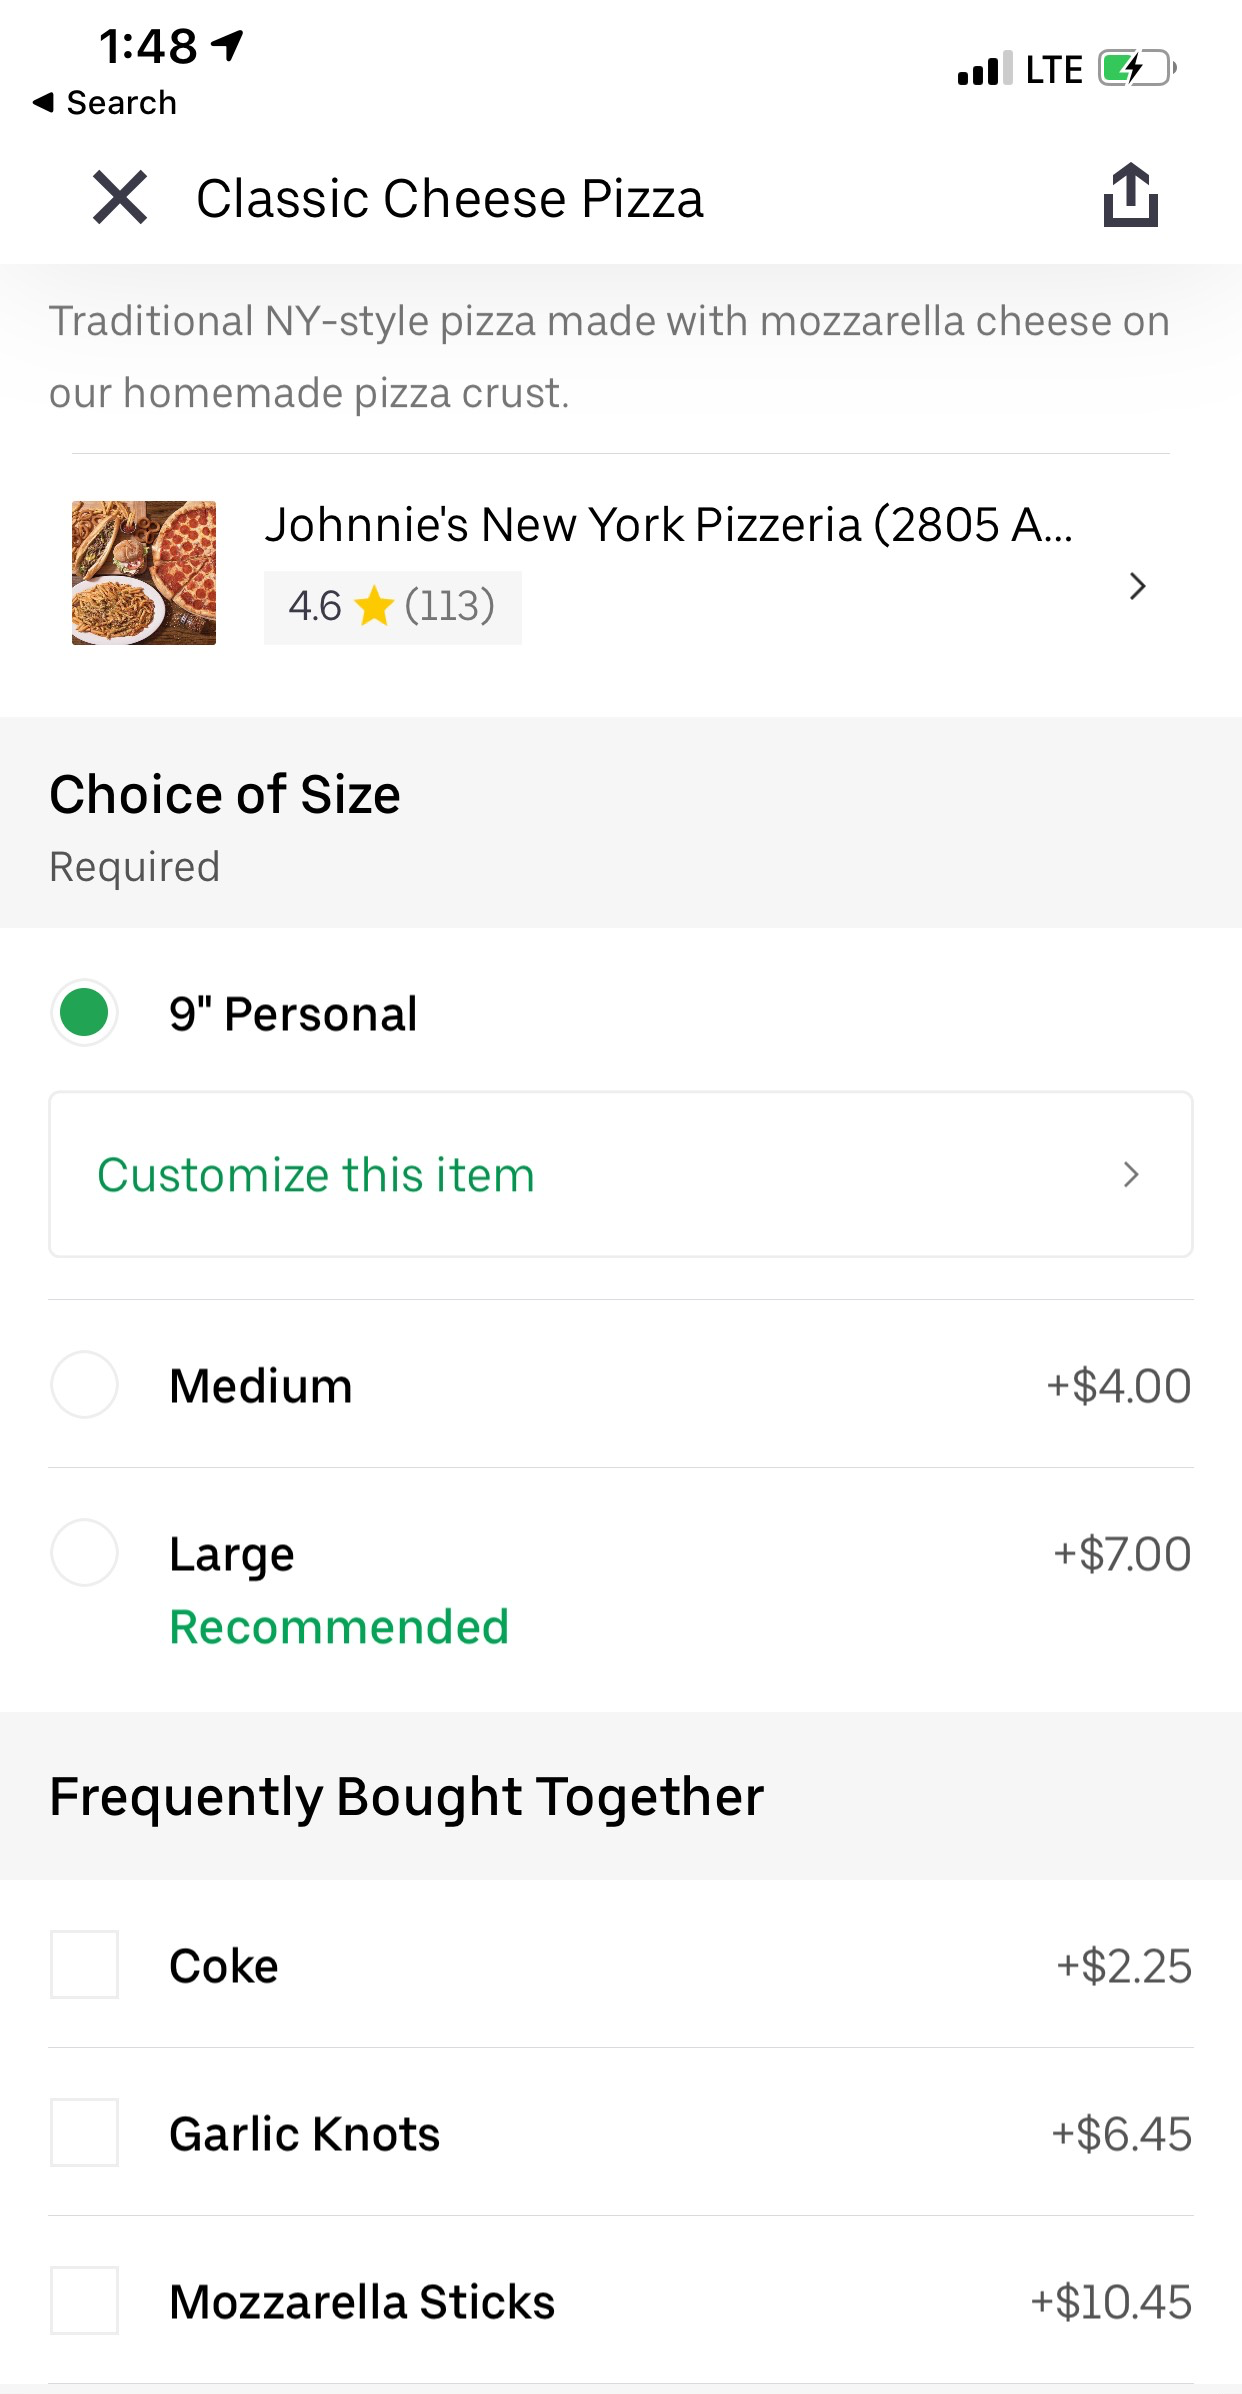 1:48
Search
LTE
Classic Cheese Pizza
Traditional NY-style pizza made with mozzarella cheese on
our homemade pizza crust.
Johnnie's New York Pizzeria (2805 A...
4.6 (113)
Choice of Size
Required
9" Personal
Customize this item
Medium +$4.00
Large +$7.00
Recommended
Frequently Bought Together
Coke +$2.25
Garlic Knots +$6.45
Mozzarella Sticks +$10.45